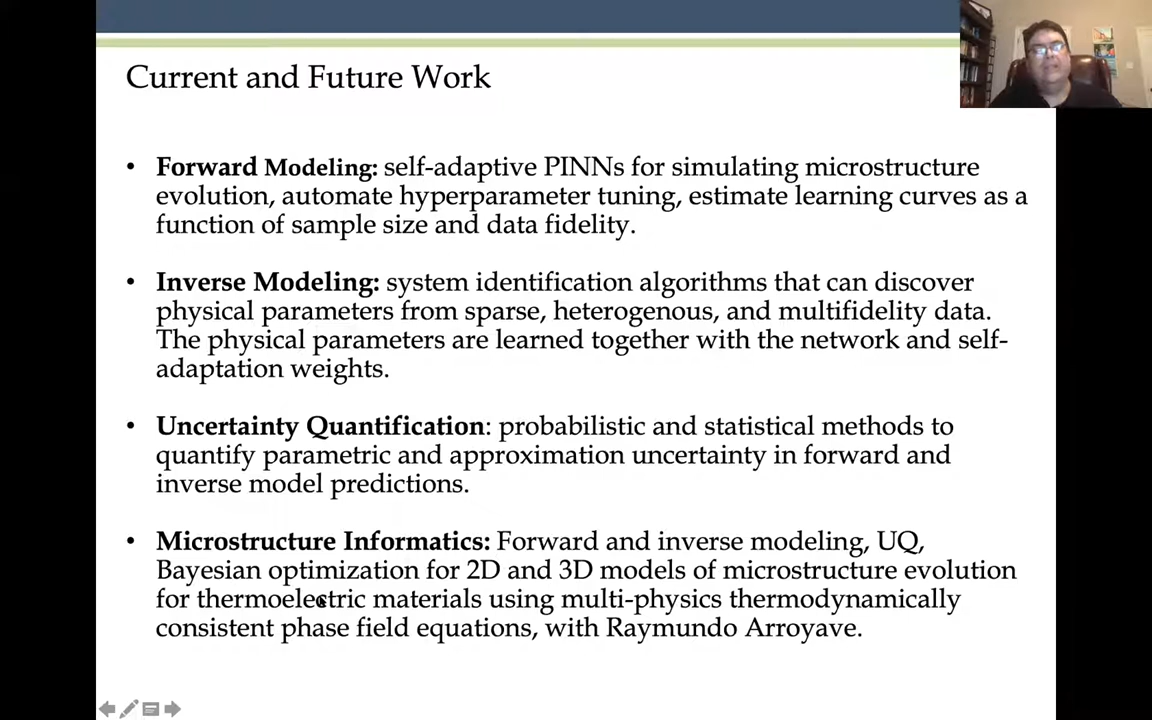 Current and Future Work
• Forward Modeling: self-adaptive PINNs for simulating microstructure
evolution, automate hyperparameter tuning, estimate learning curves as a
function of sample size and data fidelity.
• Inverse Modeling: system identification algorithms that can discover
physical parameters from sparse, heterogenous, and multifidelity data.
The physical parameters are learned together with the network and self-
adaptation weights.
• Uncertainty Quantification: probabilistic and statistical methods to
quantify parametric and approximation uncertainty in forward and
inverse model predictions.
• Microstructure Informatics: Forward and inverse modeling, UQ,
Bayesian optimization for 2D and 3D models of microstructure evolution
for thermoelectric materials using multi-physics thermodynamically
consistent phase field equations, with Raymundo Arroyave.